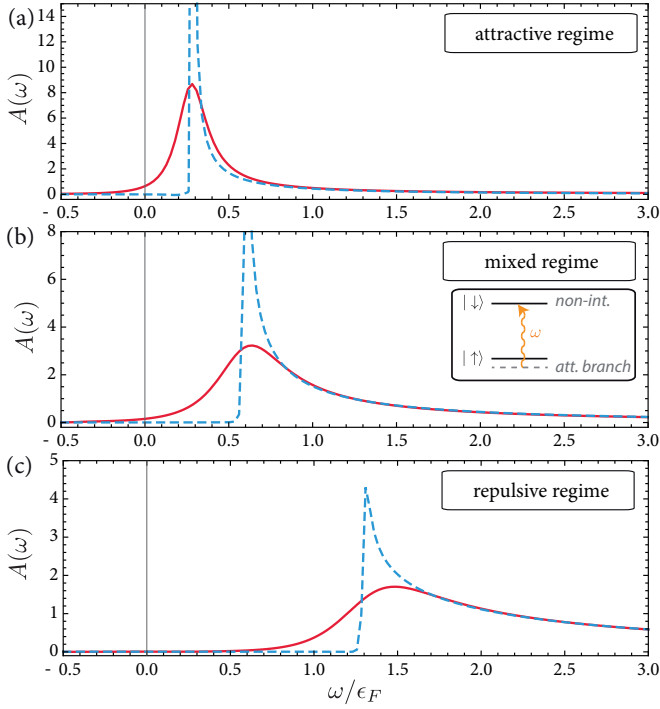 (a)
attractive regime
A(ω)
14
12
10
8
6
4
2
0
- 0.5 0.0 0.5 1.0 1.5 2.0 2.5 3.0
(b)
mixed regime
|↓⟩ non-int.
ω
|↑⟩ att. branch
A(ω)
8
6
4
2
0
- 0.5 0.0 0.5 1.0 1.5 2.0 2.5 3.0
(c)
repulsive regime
A(ω)
5
4
3
2
1
0
- 0.5 0.0 0.5 1.0 1.5 2.0 2.5 3.0
ω/ϵ_F